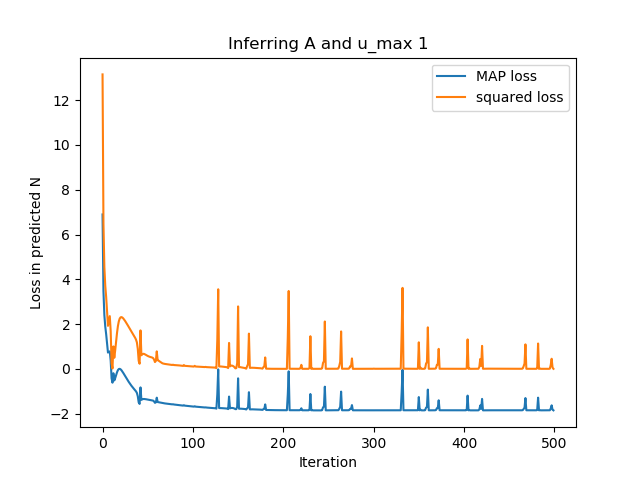 Inferring A and u_max 1
MAP loss
squared loss
Loss in predicted N
12
10
8
6
4
2
0
−2
0
100
200
300
400
500
Iteration